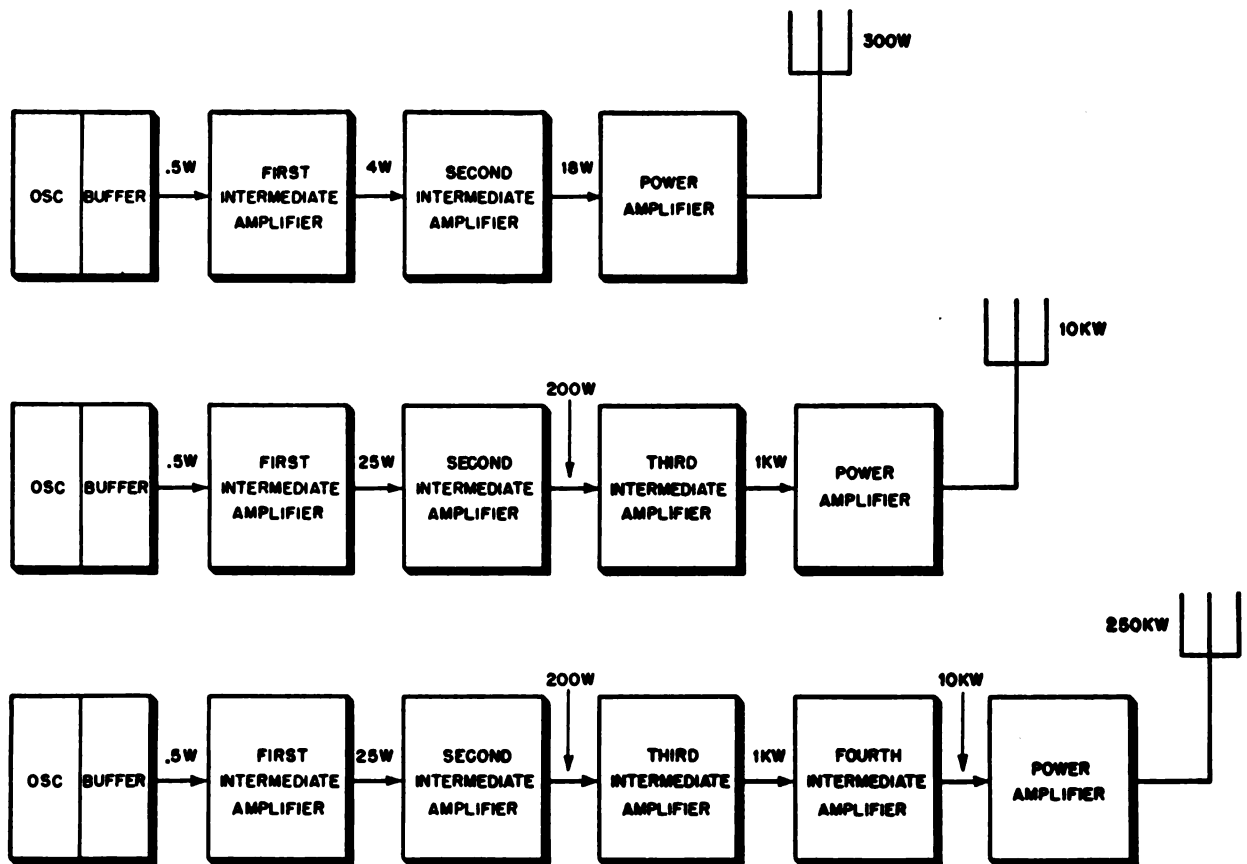 300W
OSC
BUFFER
.5W
FIRST
INTERMEDIATE
AMPLIFIER
4W
SECOND
INTERMEDIATE
AMPLIFIER
18W
POWER
AMPLIFIER
10KW
OSC
BUFFER
.5W
FIRST
INTERMEDIATE
AMPLIFIER
25W
SECOND
INTERMEDIATE
AMPLIFIER
200W
THIRD
INTERMEDIATE
AMPLIFIER
1KW
POWER
AMPLIFIER
250KW
OSC
BUFFER
.5W
FIRST
INTERMEDIATE
AMPLIFIER
25W
SECOND
INTERMEDIATE
AMPLIFIER
200W
THIRD
INTERMEDIATE
AMPLIFIER
1KW
FOURTH
INTERMEDIATE
AMPLIFIER
10KW
POWER
AMPLIFIER